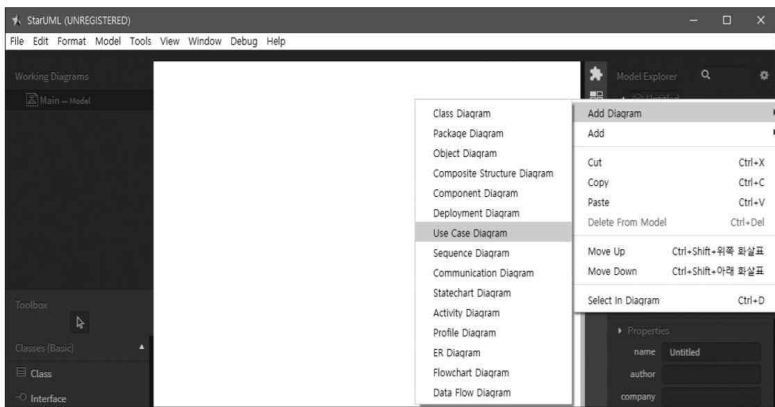 StarUML (UNREGISTERED)
File Edit Format Model Tools View Window Debug Help
Working Diagrams
Main — Model
Toolbox
Classes (Basic)
Class
Interface
Class Diagram
Package Diagram
Object Diagram
Composite Structure Diagram
Component Diagram
Deployment Diagram
Use Case Diagram
Sequence Diagram
Communication Diagram
Statechart Diagram
Activity Diagram
Profile Diagram
ER Diagram
Flowchart Diagram
Data Flow Diagram
Model Explorer
Untitled
Add Diagram
Add
Cut Ctrl+X
Copy Ctrl+C
Paste Ctrl+V
Delete From Model Ctrl+Del
Move Up Ctrl+Shift+위쪽 화살표
Move Down Ctrl+Shift+아래 화살표
Select In Diagram Ctrl+D
Properties
name Untitled
author
company